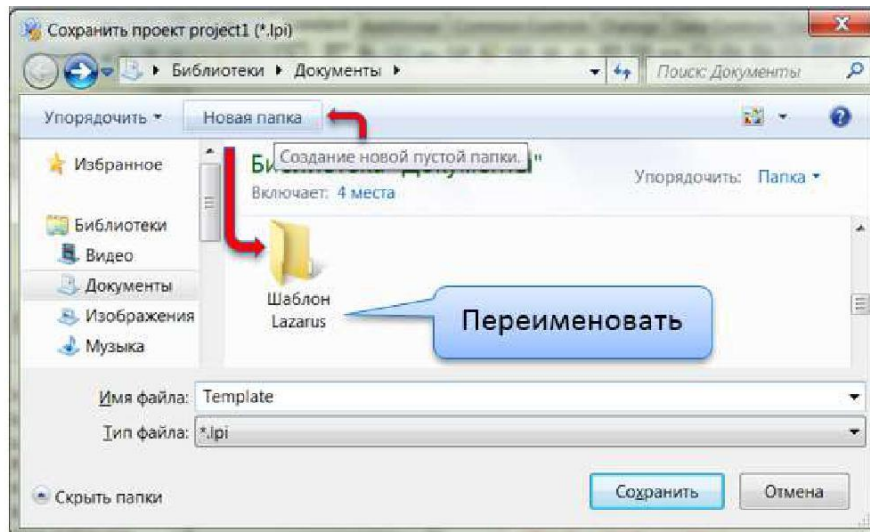 Сохранить проект project1 (*.lpi)
Библиотеки Документы
Поиск: Документы
Упорядочить Новая папка
Создание новой пустой папки.
Избранное
Включает: 4 места
Упорядочить: Папка
Библиотеки
Видео
Документы
Изображения
Музыка
Шаблон
Lazarus
Переименовать
Имя файла: Template
Тип файла: *.lpi
Скрыть папки
Сохранить
Отмена